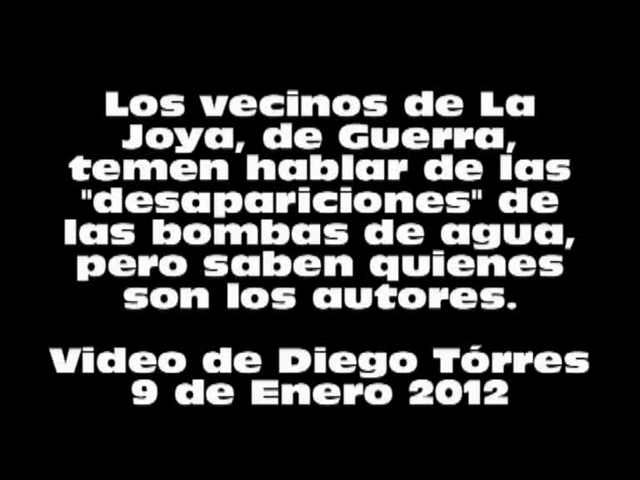 Los vecinos de La
Joya, de Guerra,
temen hablar de las
"desapariciones" de
las bombas de agua,
pero saben quienes
son los autores.
Video de Diego Tórres
9 de Enero 2012